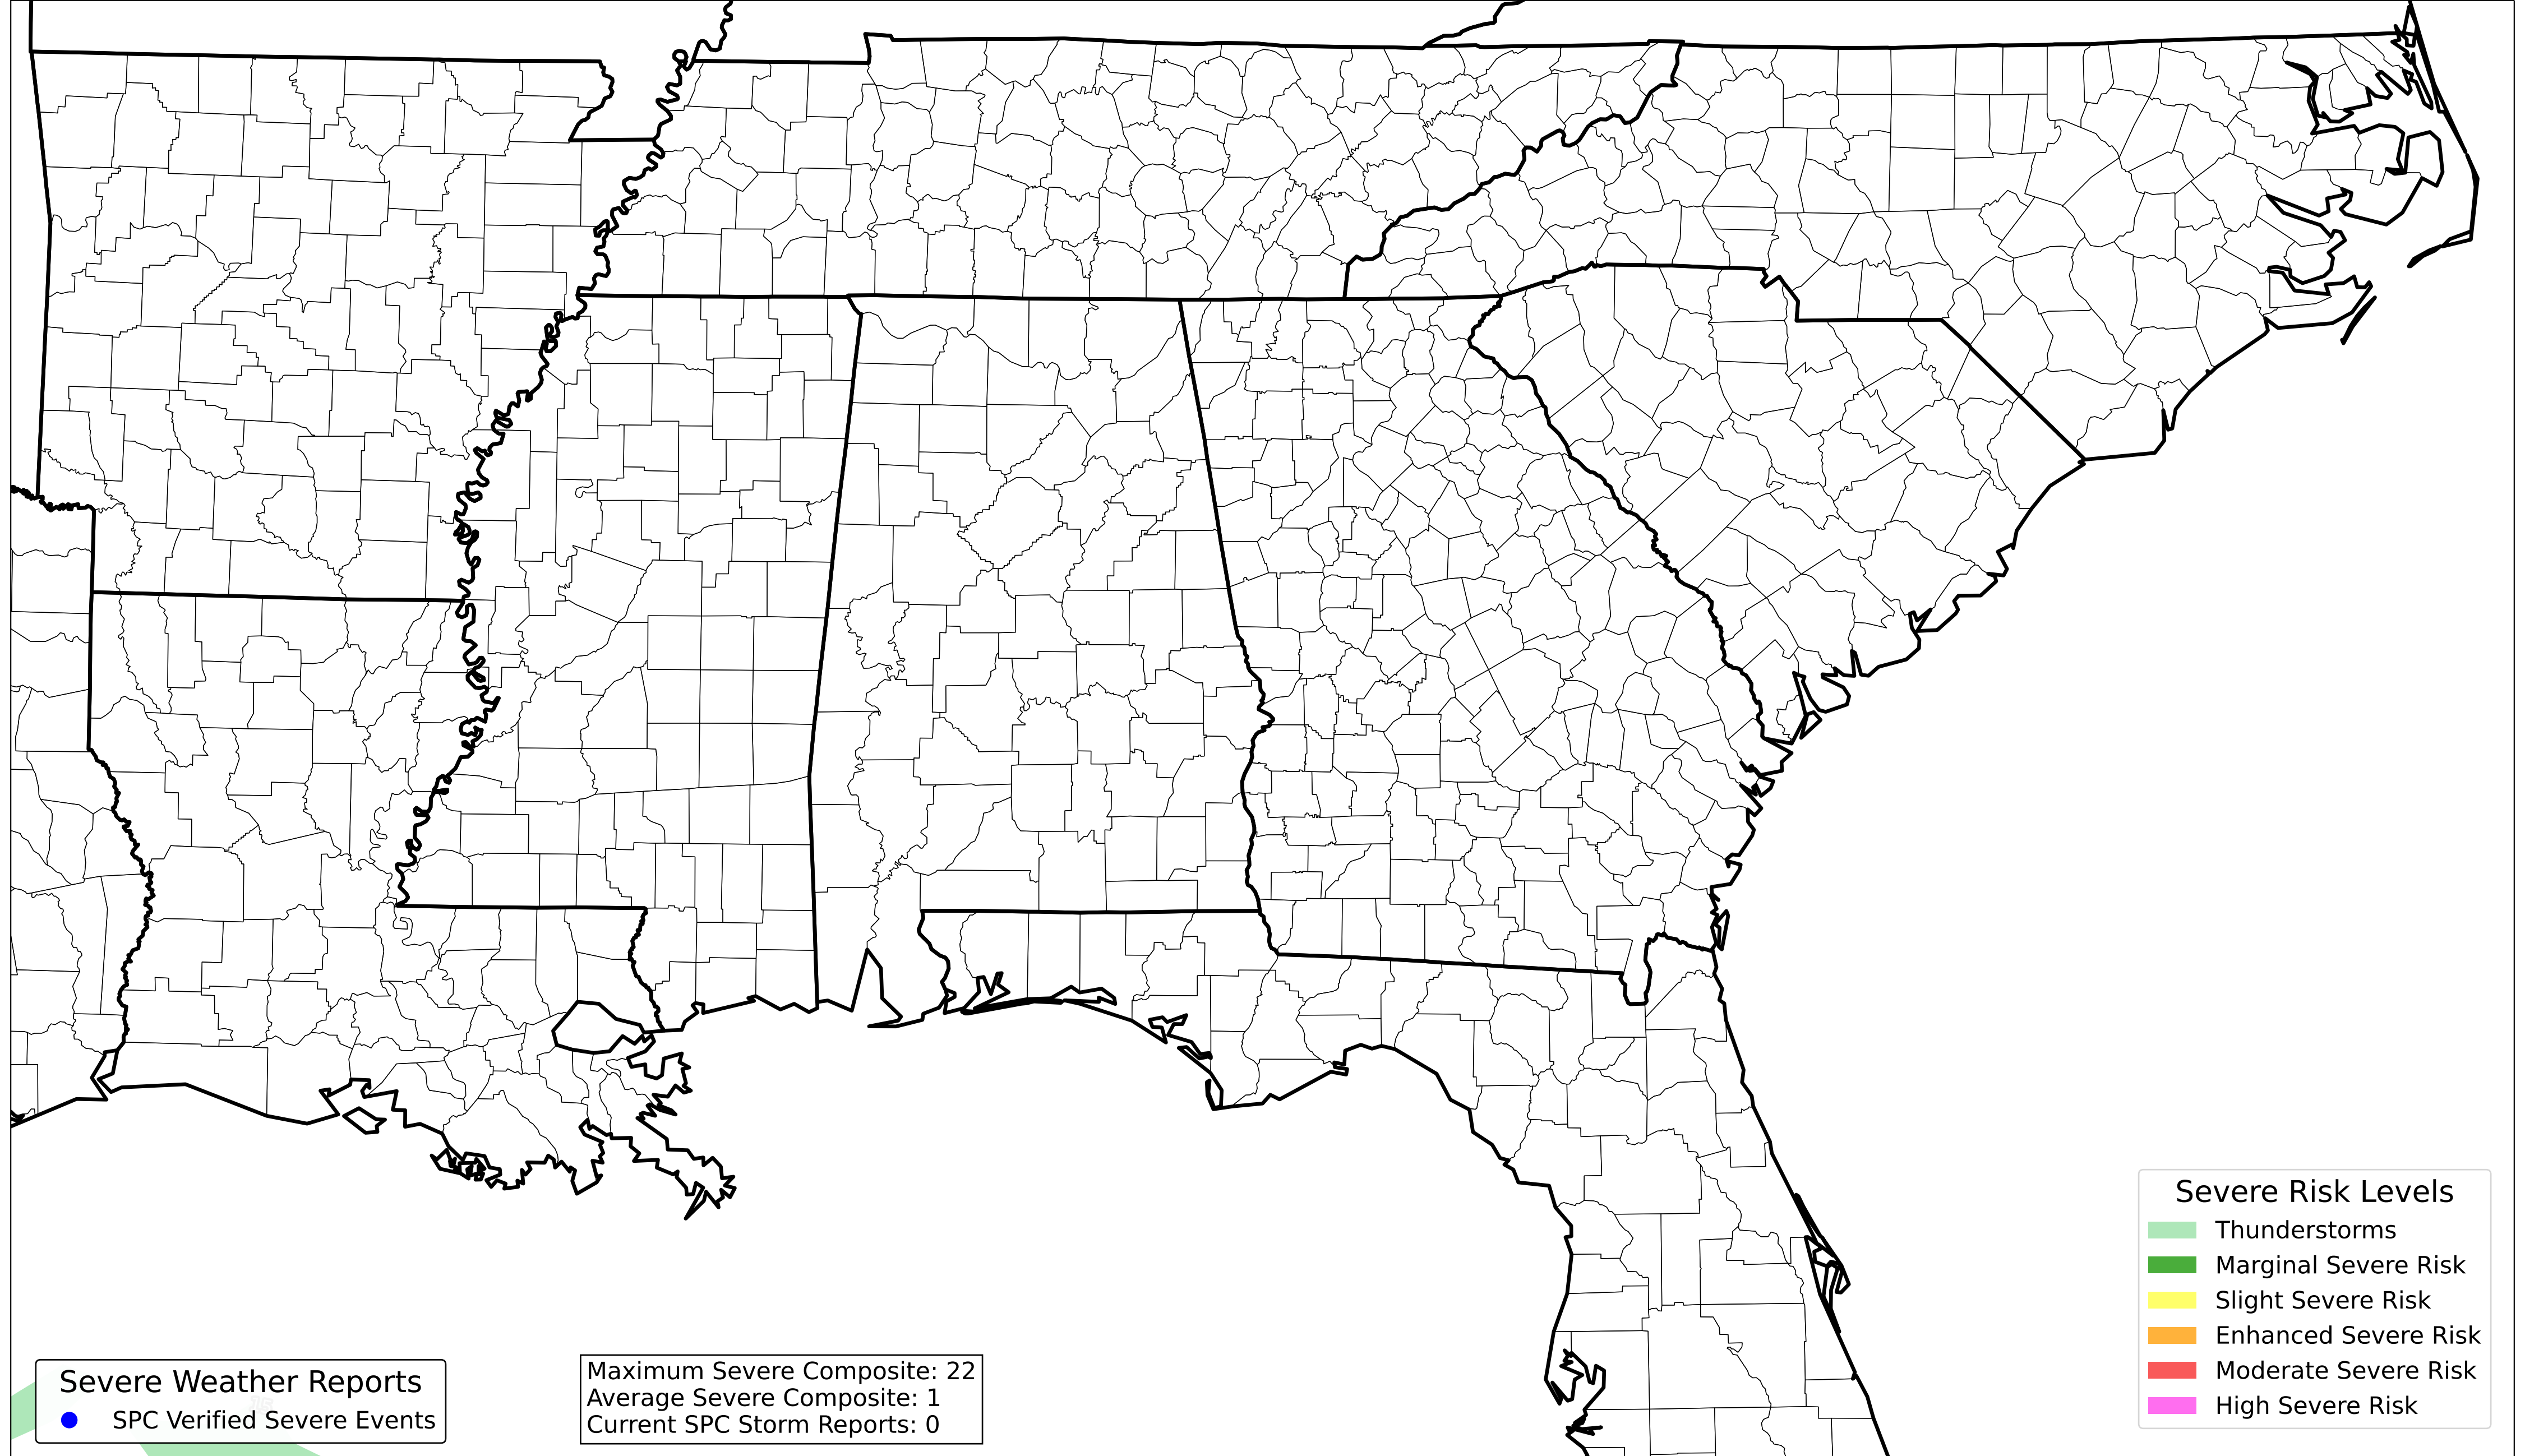 Severe Weather Reports
SPC Verified Severe Events
Maximum Severe Composite: 22
Average Severe Composite: 1
Current SPC Storm Reports: 0
Severe Risk Levels
Thunderstorms
Marginal Severe Risk
Slight Severe Risk
Enhanced Severe Risk
Moderate Severe Risk
High Severe Risk